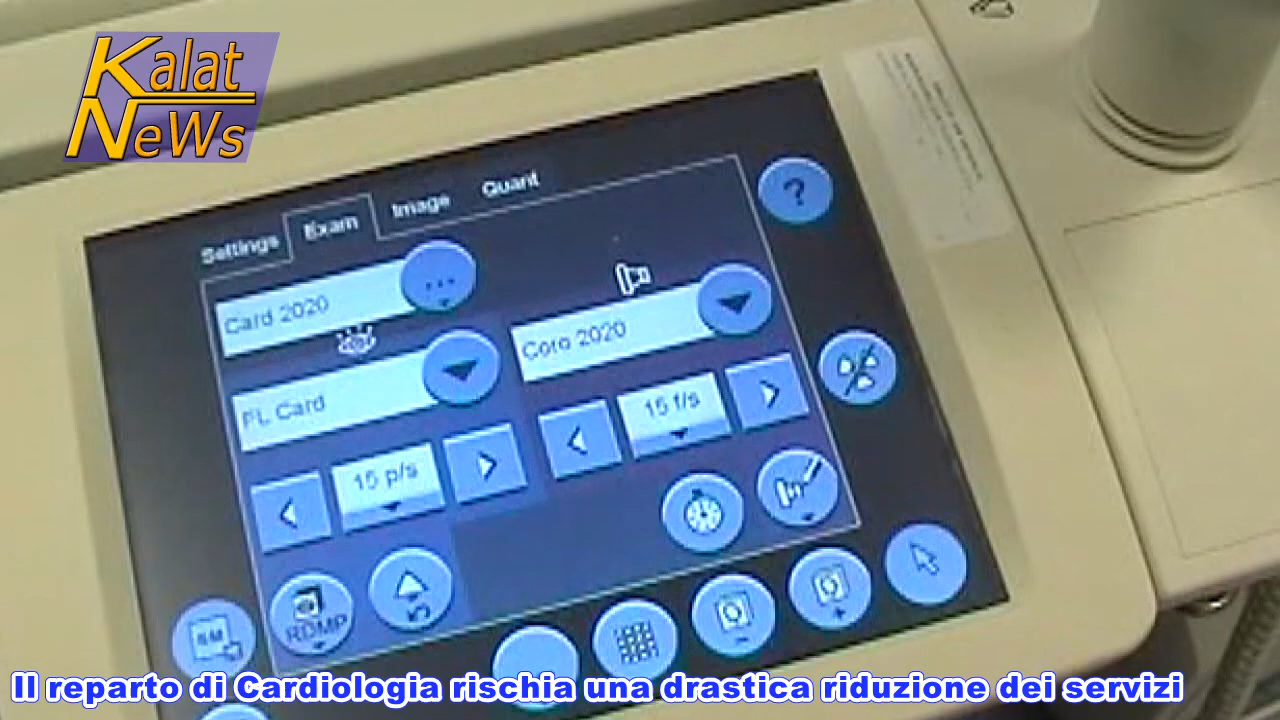 Kalat
NeWs
Settings
Exam
Image
Quant
?
Card 2020
...
Coro 2020
FL Card
15 f/s
15 p/s
RDMP
Il reparto di Cardiologia rischia una drastica riduzione dei servizi